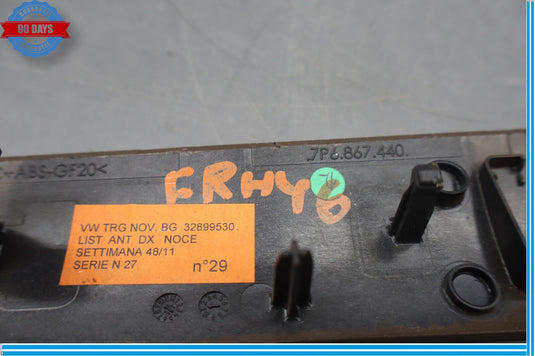 90 DAYS
C-ABS-GF20<
7P6.867.440.
FRHY
VW TRG NOV. BG 32899530
LIST ANT DX NOCE
SETTIMANA 48/11
SERIE N 27
n°29